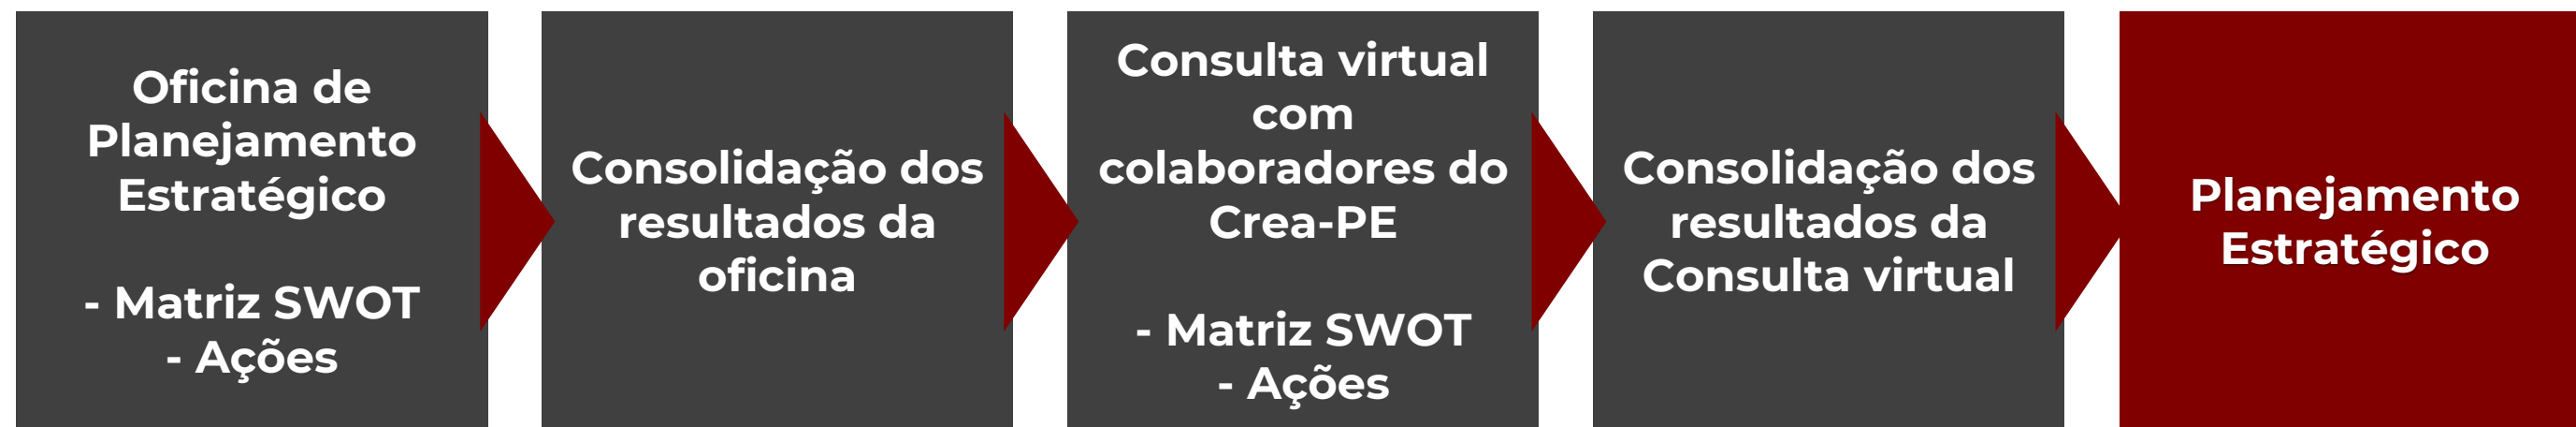 Oficina de
Planejamento
Estratégico
- Matriz SWOT
- Ações
Consolidação dos
resultados da
oficina
Consulta virtual
com
colaboradores do
Crea-PE
- Matriz SWOT
- Ações
Consolidação dos
resultados da
Consulta virtual
Planejamento
Estratégico